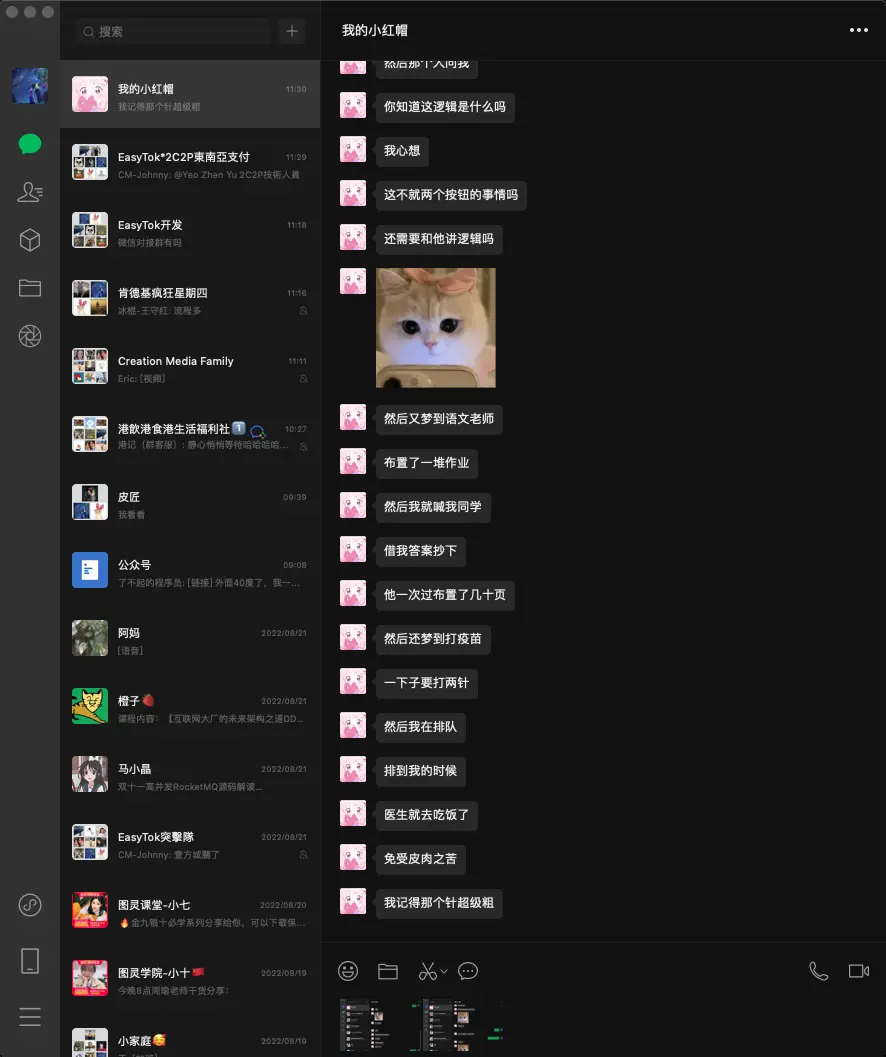 搜索
我的小红帽
11:30
我记得那个针超级粗
EasyTok*2C2P東南亞支付
11:29
CM-Johnny: @Yeo Zhen Yu 2C2P技術人員
EasyTok开发
11:18
微信对接群有吗
肯德基疯狂星期四
11:16
冰棍-王守红: 流程多
Creation Media Family
11:11
Eric: [视频]
港飲港食港生活福利社1️⃣
10:27
港记（群客服）: 静心悄悄等待哈哈哈哈...
皮匠
09:39
我看看
公众号
09:08
了不起的程序员: [链接] 外面40度了，我一...
阿妈
2022/08/21
[语音]
橙子🍓
2022/08/21
课程内容：【互联网大厂的未来架构之道DD...
马小晶
2022/08/21
双十一高并发RocketMQ源码解读...
EasyTok突擊隊
2022/08/21
CM-Johnny: 壹方城關了
图灵课堂-小七
2022/08/20
🔥金九银十必学系列分享给你，可以下载保...
图灵学院-小十
2022/08/19
今晚8点周瑜老师干货分享：
小家庭🥰
2022/08/19
我的小红帽
然后那个人问我
你知道这逻辑是什么吗
我心想
这不就两个按钮的事情吗
还需要和他讲逻辑吗
然后又梦到语文老师
布置了一堆作业
然后我就喊我同学
借我答案抄下
他一次过布置了几十页
然后还梦到打疫苗
一下子要打两针
然后我在排队
排到我的时候
医生就去吃饭了
免受皮肉之苦
我记得那个针超级粗